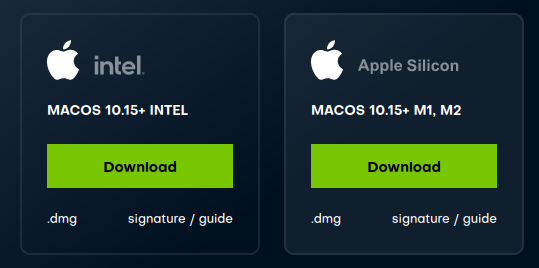 intel.
MACOS 10.15+ INTEL
Download
.dmg signature / guide
Apple Silicon
MACOS 10.15+ M1, M2
Download
.dmg signature / guide